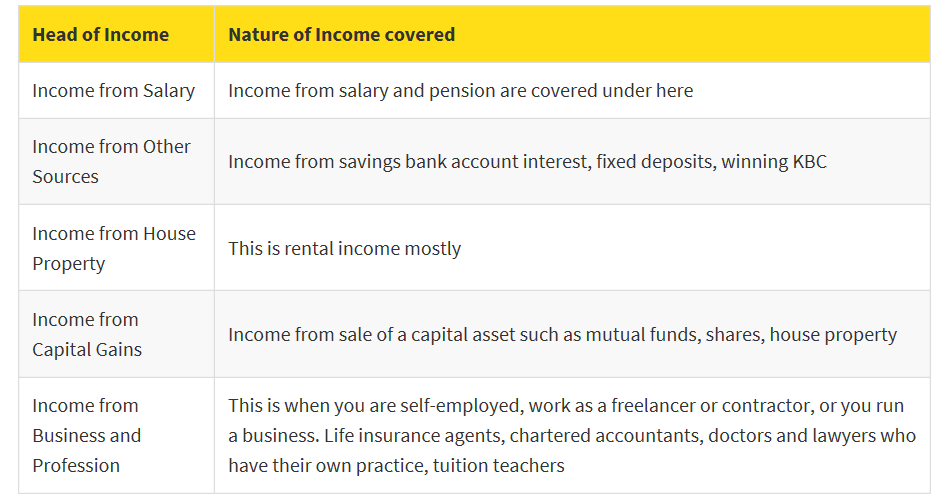 Head of Income
Nature of Income covered
Income from Salary
Income from salary and pension are covered under here
Income from Other
Sources
Income from savings bank account interest, fixed deposits, winning KBC
Income from House
Property
This is rental income mostly
Income from
Capital Gains
Income from sale of a capital asset such as mutual funds, shares, house property
Income from
Business and
Profession
This is when you are self-employed, work as a freelancer or contractor, or you run
a business. Life insurance agents, chartered accountants, doctors and lawyers who
have their own practice, tuition teachers